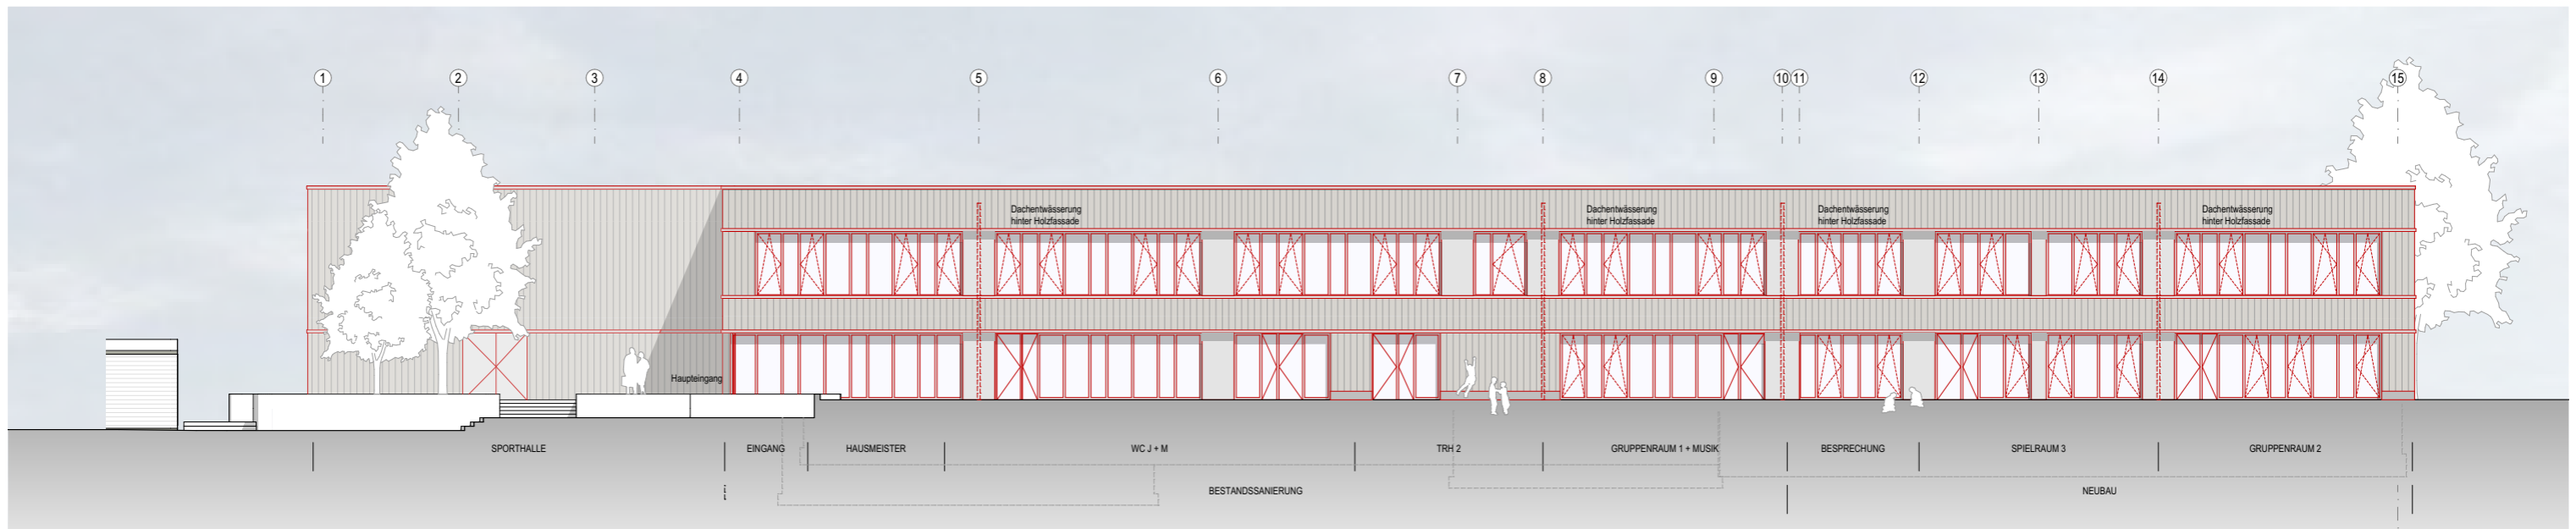 1 2 3 4 5 6 7 8 9 10 11 12 13 14 15
Dachentwässerung
hinter Holzfassade
Dachentwässerung
hinter Holzfassade
Dachentwässerung
hinter Holzfassade
Dachentwässerung
hinter Holzfassade
Haupteingang
SPORTHALLE EINGANG HAUSMEISTER WC J + M TRH 2 GRUPPENRAUM 1 + MUSIK BESPRECHUNG SPIELRAUM 3 GRUPPENRAUM 2
BESTANDSSANIERUNG NEUBAU